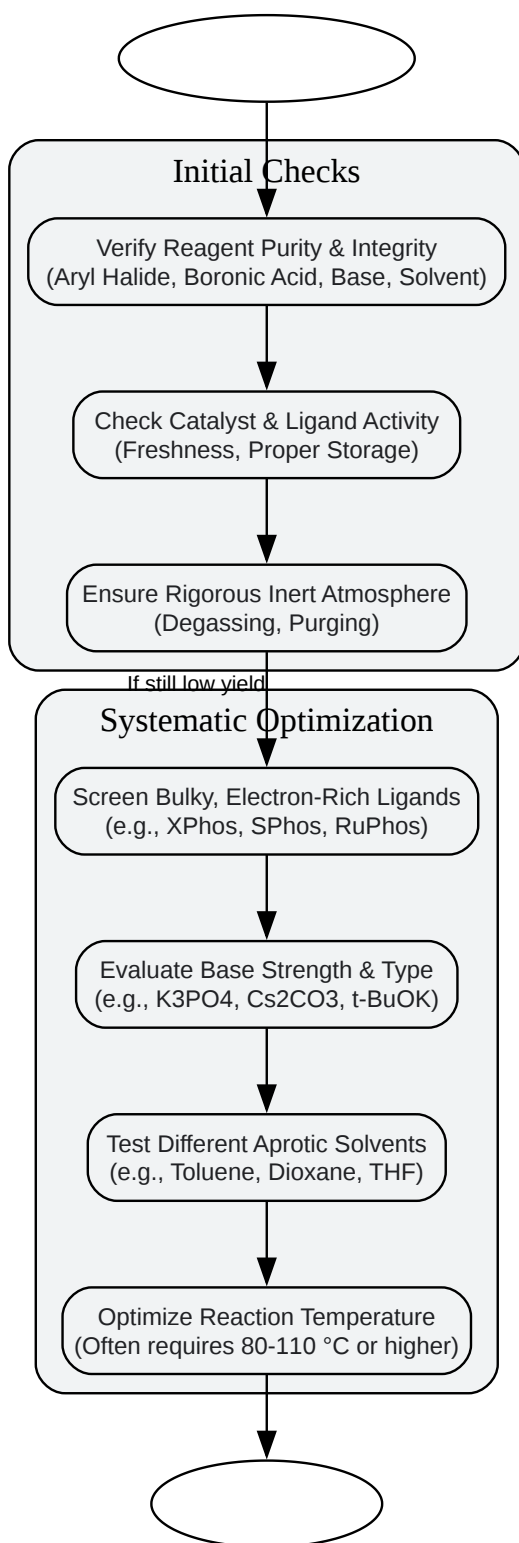 Initial Checks
Verify Reagent Purity & Integrity
(Aryl Halide, Boronic Acid, Base, Solvent)
Check Catalyst & Ligand Activity
(Freshness, Proper Storage)
Ensure Rigorous Inert Atmosphere
(Degassing, Purging)
If still low yield
Systematic Optimization
Screen Bulky, Electron-Rich Ligands
(e.g., XPhos, SPhos, RuPhos)
Evaluate Base Strength & Type
(e.g., K3PO4, Cs2CO3, t-BuOK)
Test Different Aprotic Solvents
(e.g., Toluene, Dioxane, THF)
Optimize Reaction Temperature
(Often requires 80-110 °C or higher)